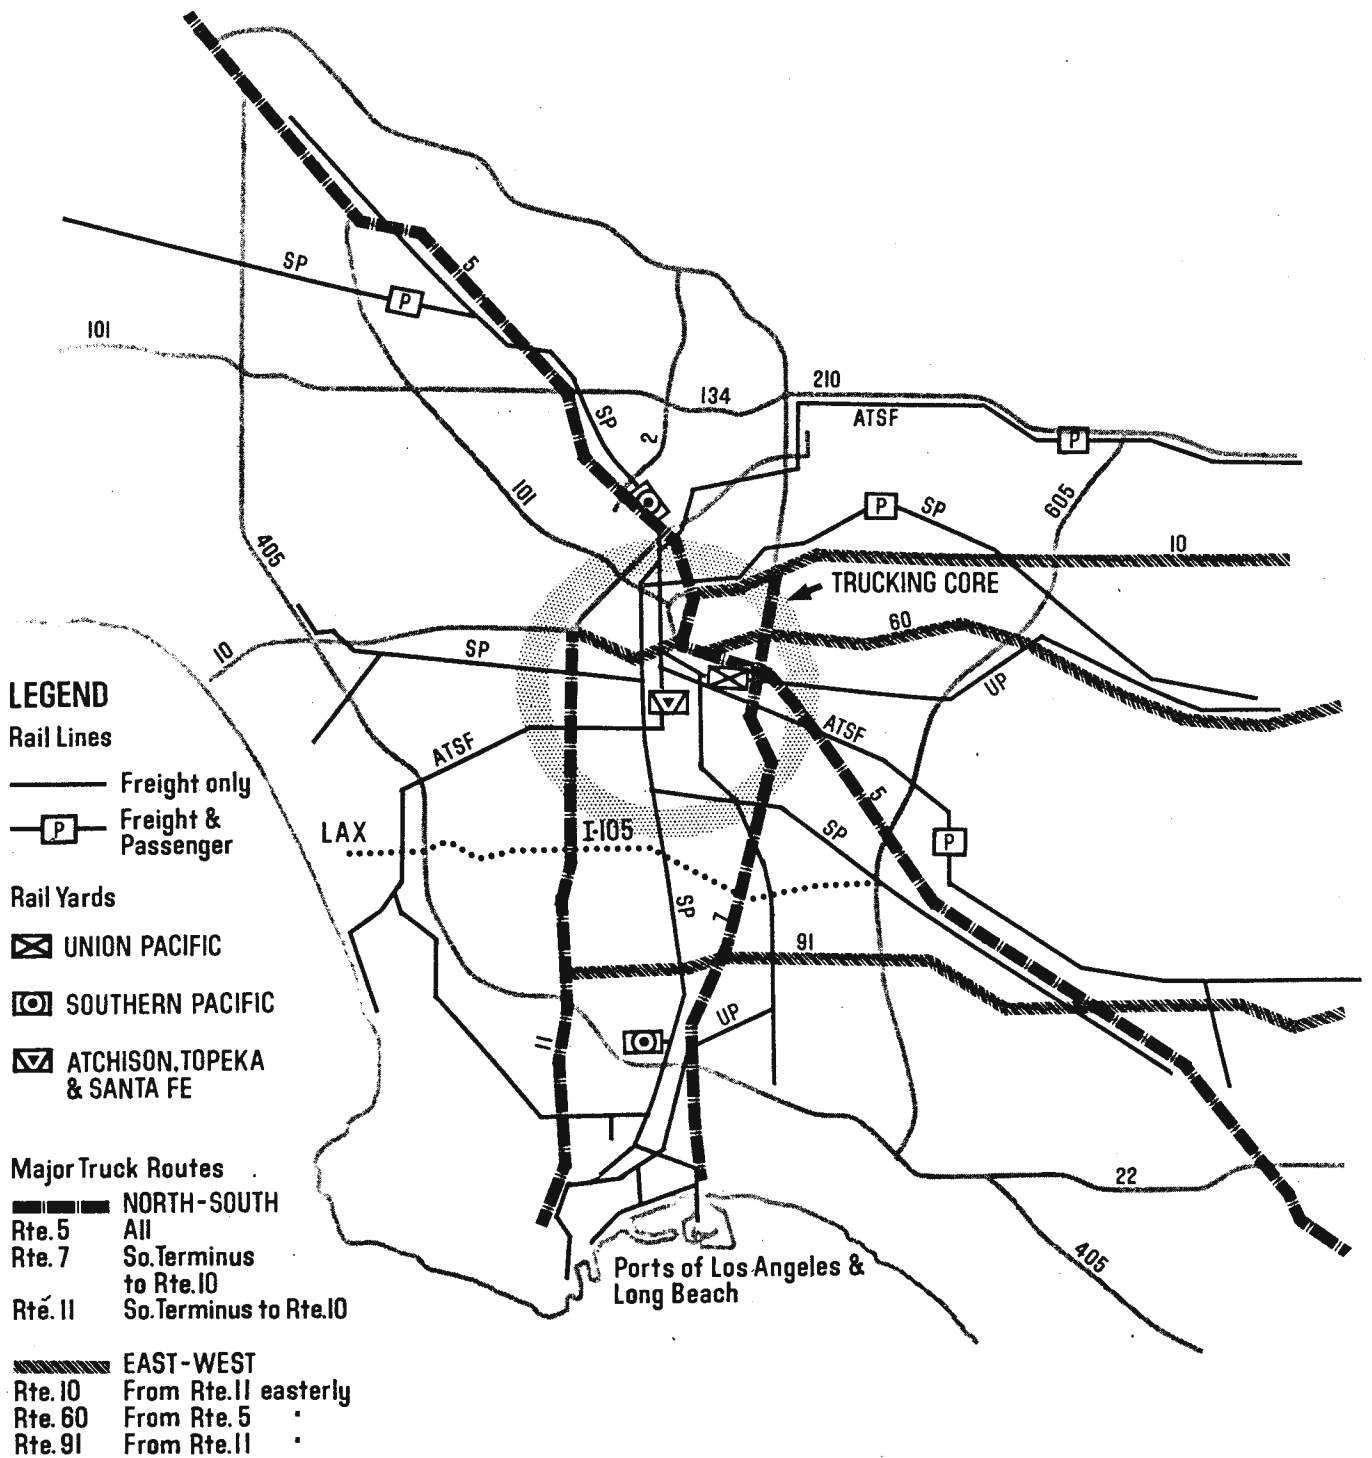 5
SP
P
101
210
134
ATSF
SP
2
P
605
101
P
SP
10
405
TRUCKING CORE
60
10
SP
UP
ATSF
ATSF
5
SP
P
LAX
I-105
SP
7
91
UP
11
22
405
Ports of Los Angeles &
Long Beach
LEGEND
Rail Lines
Freight only
P
Freight &
Passenger
Rail Yards
UNION PACIFIC
SOUTHERN PACIFIC
ATCHISON, TOPEKA
& SANTA FE
Major Truck Routes
NORTH-SOUTH
Rte. 5 All
Rte. 7 So. Terminus
to Rte. 10
Rte. 11 So. Terminus to Rte. 10
EAST-WEST
Rte. 10 From Rte. 11 easterly
Rte. 60 From Rte. 5 "
Rte. 91 From Rte. 11 "